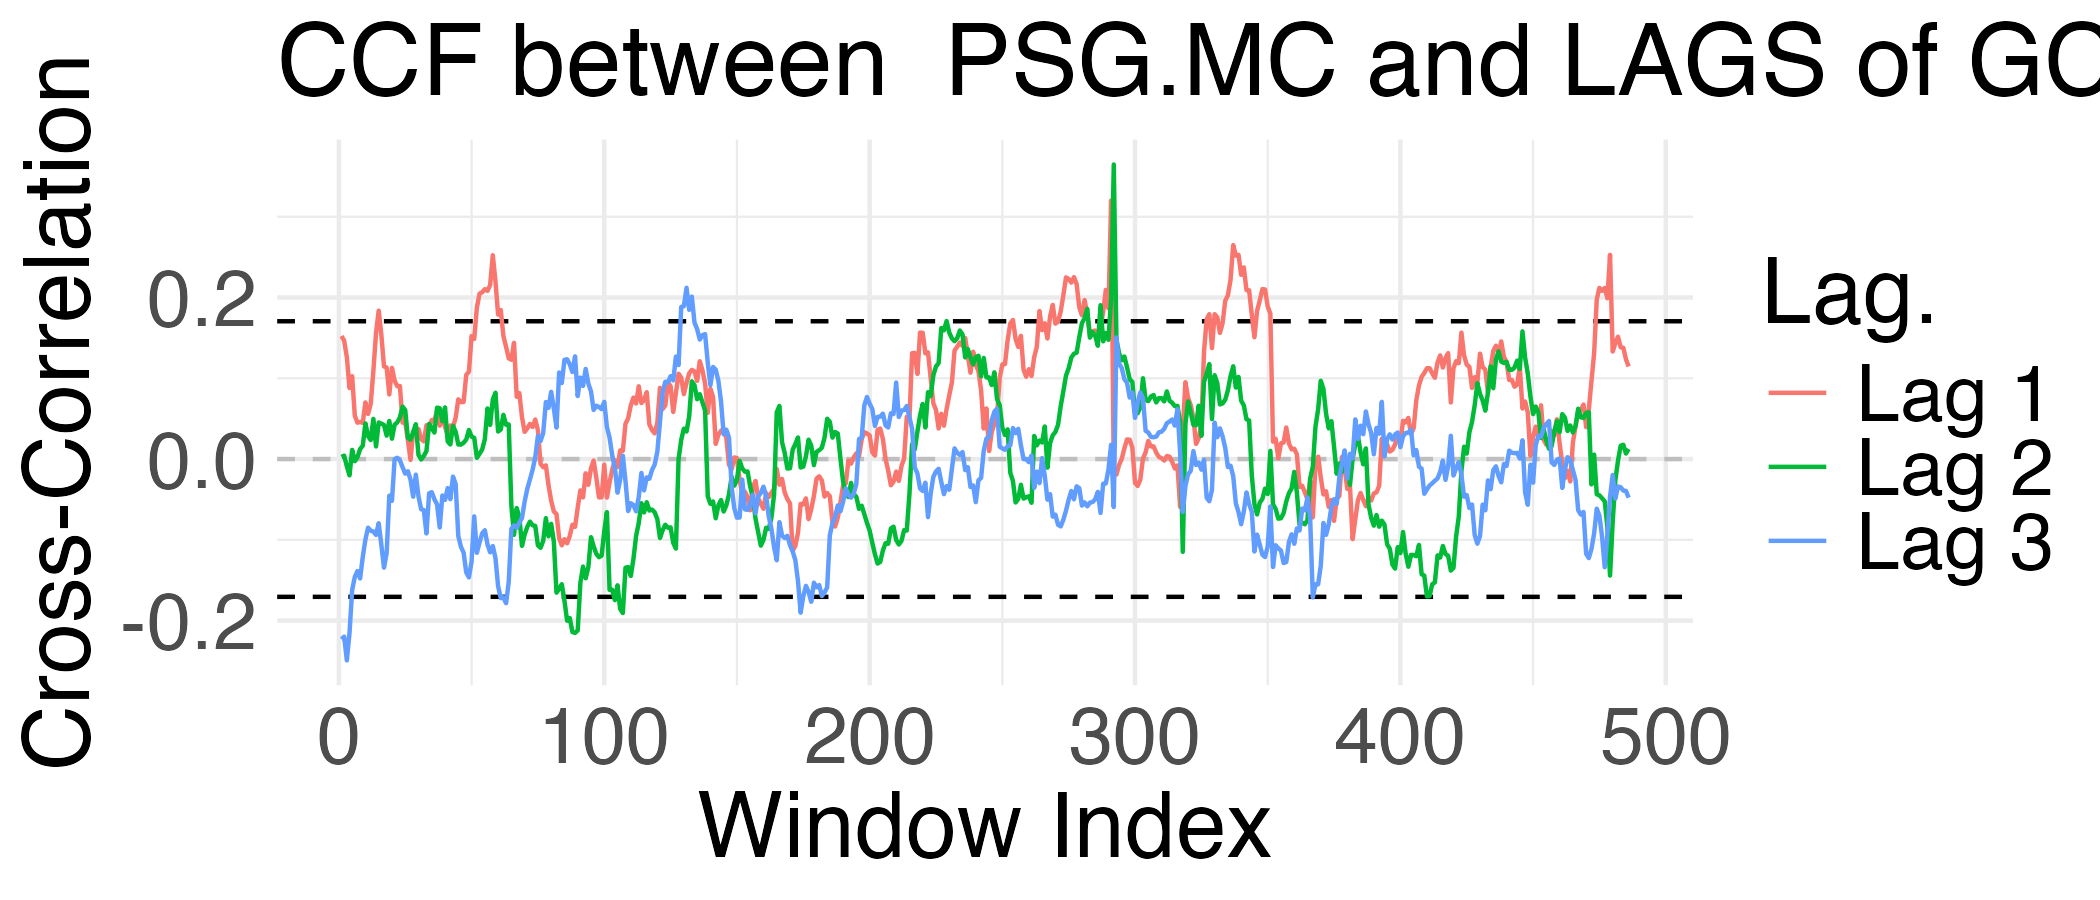 CCF between  PSG.MC and LAGS of GC
Cross-Correlation
0.2
0.0
-0.2
0 100 200 300 400 500
Window Index
Lag.
Lag 1
Lag 2
Lag 3